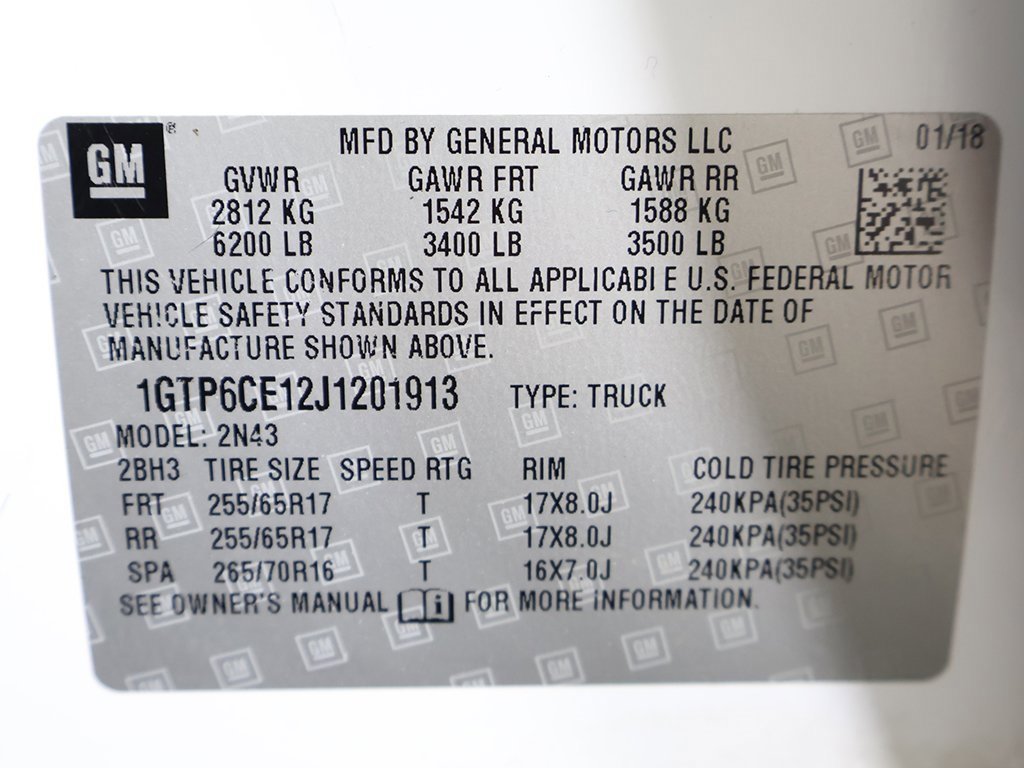 GM ®
MFD BY GENERAL MOTORS LLC 01/18
GVWR GAWR FRT GAWR RR
2812 KG 1542 KG 1588 KG
6200 LB 3400 LB 3500 LB
THIS VEHICLE CONFORMS TO ALL APPLICABLE U.S. FEDERAL MOTOR
VEHICLE SAFETY STANDARDS IN EFFECT ON THE DATE OF
MANUFACTURE SHOWN ABOVE.
1GTP6CE12J1201913 TYPE: TRUCK
MODEL: 2N43
2BH3 TIRE SIZE SPEED RTG RIM COLD TIRE PRESSURE
FRT 255/65R17 T 17X8.0J 240KPA(35PSI)
RR 255/65R17 T 17X8.0J 240KPA(35PSI)
SPA 265/70R16 T 16X7.0J 240KPA(35PSI)
SEE OWNER'S MANUAL i FOR MORE INFORMATION.